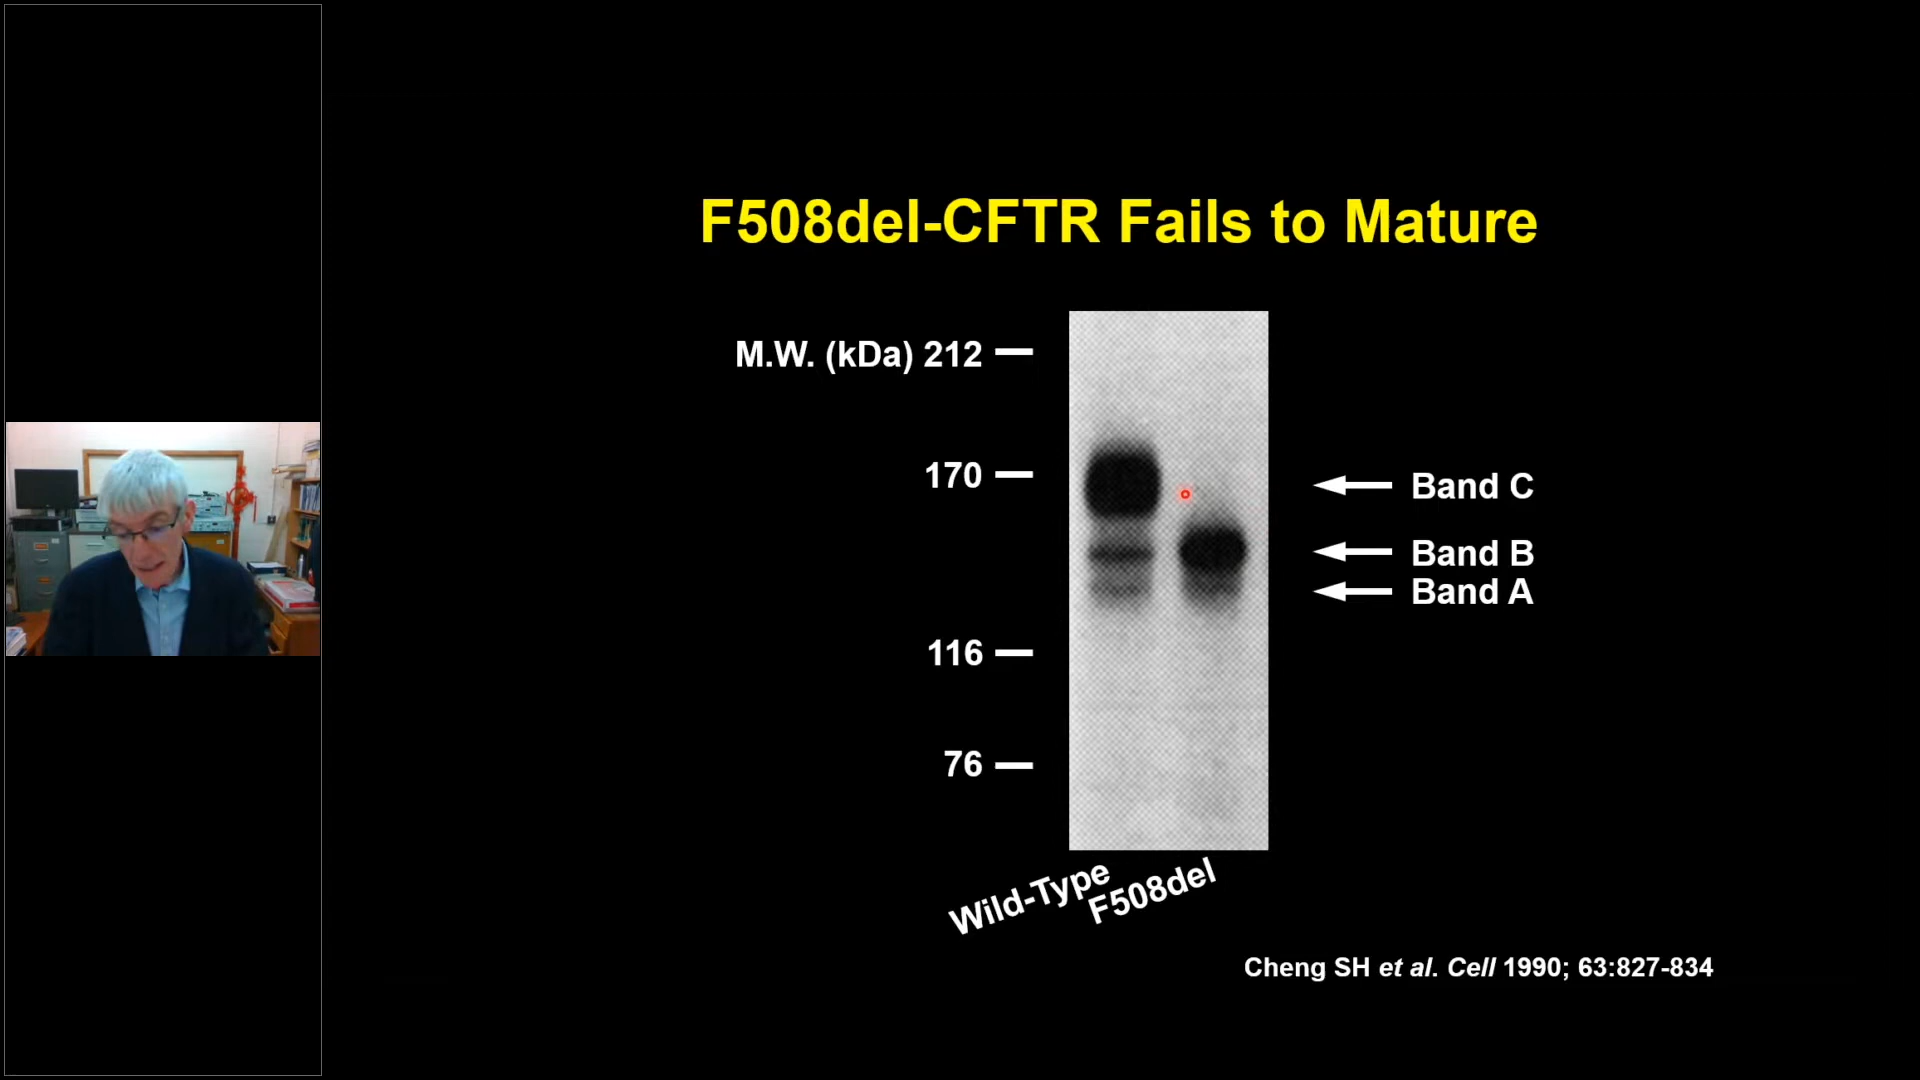 F508del-CFTR Fails to Mature
M.W. (kDa) 212
170
116
76
Band C
Band B
Band A
Wild-Type
F508del
Cheng SH et al. Cell 1990; 63:827-834